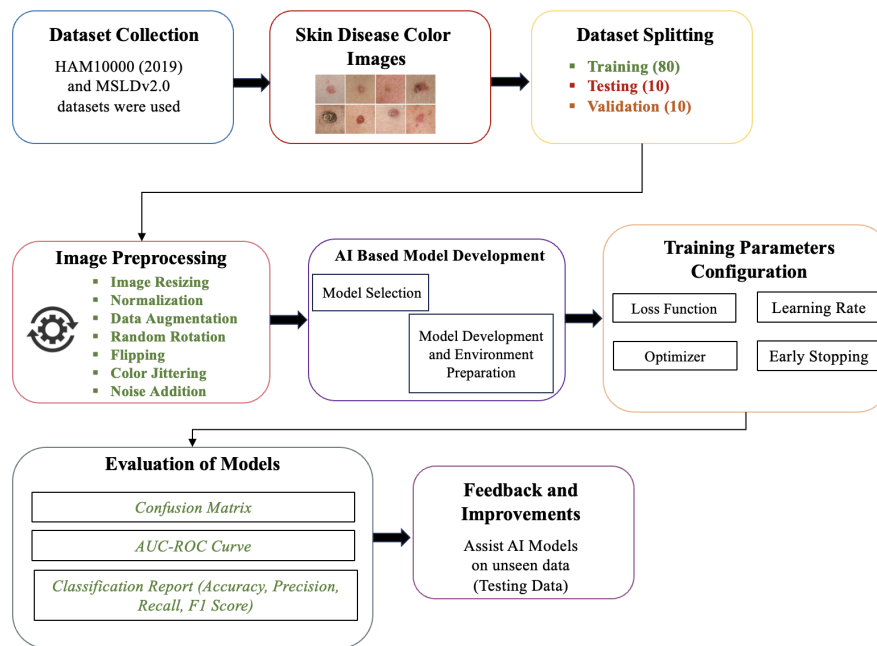 Dataset Collection
HAM10000 (2019)
and MSLDv2.0
datasets were used
Skin Disease Color
Images
Dataset Splitting
▪ Training (80)
▪ Testing (10)
▪ Validation (10)
Image Preprocessing
▪ Image Resizing
▪ Normalization
▪ Data Augmentation
▪ Random Rotation
▪ Flipping
▪ Color Jittering
▪ Noise Addition
AI Based Model Development
Model Selection
Model Development
and Environment
Preparation
Training Parameters
Configuration
Loss Function
Learning Rate
Optimizer
Early Stopping
Evaluation of Models
Confusion Matrix
AUC-ROC Curve
Classification Report (Accuracy, Precision,
Recall, F1 Score)
Feedback and
Improvements
Assist AI Models
on unseen data
(Testing Data)